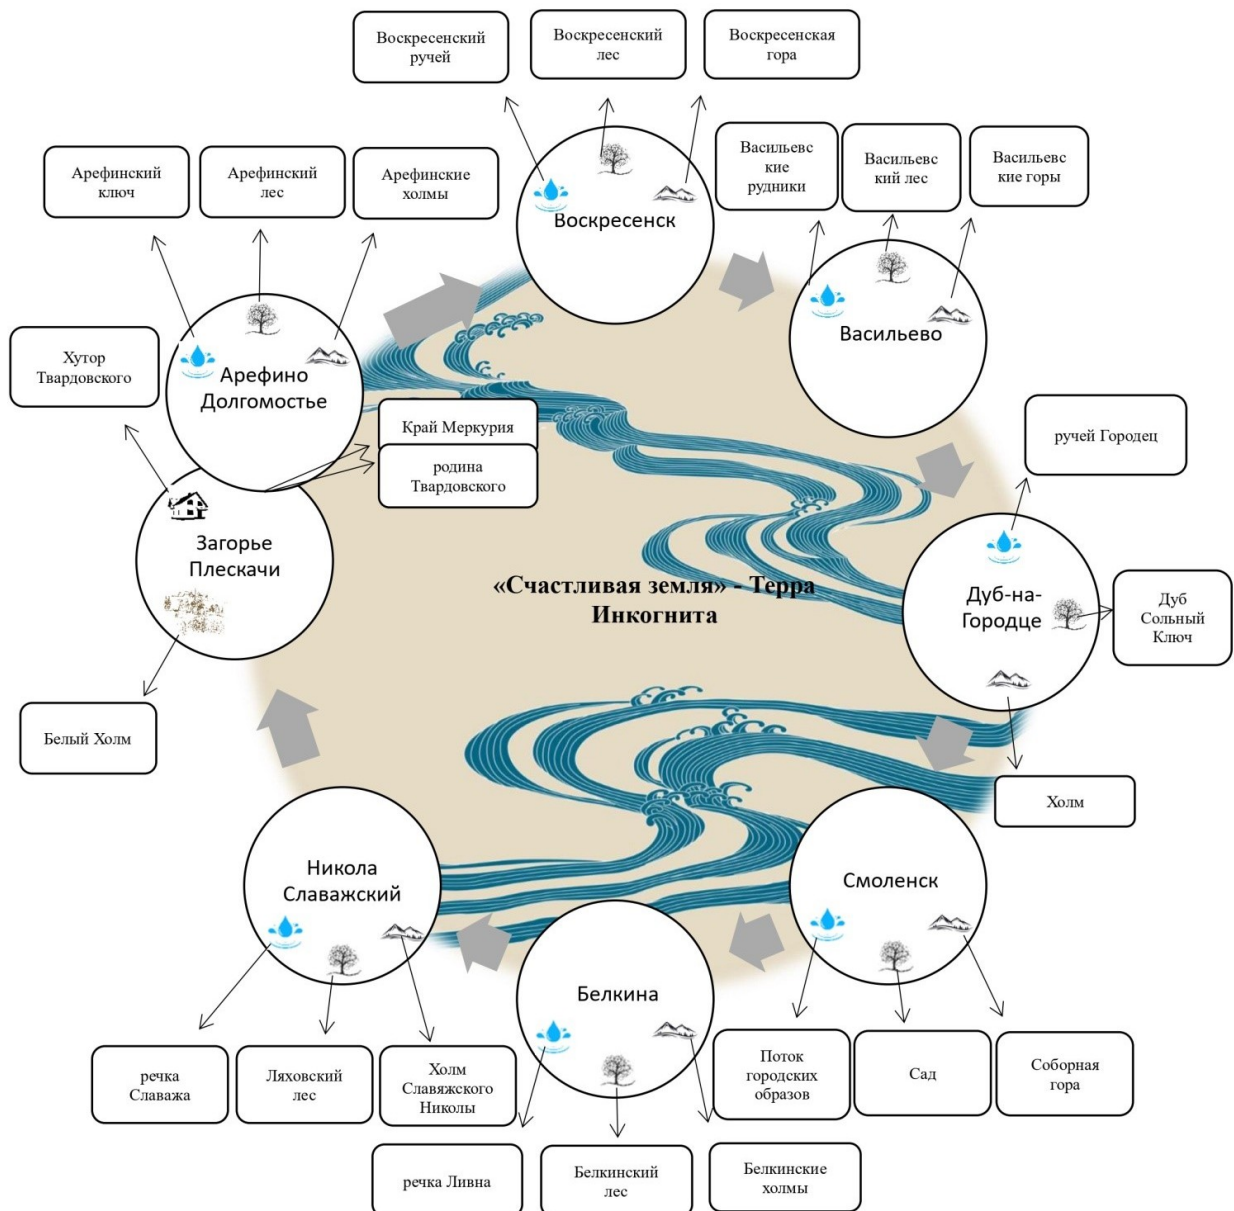 Воскресенский
ручей
Воскресенский
лес
Воскресенская
гора
Арефинский
ключ
Арефинский
лес
Арефинские
холмы
Васильевс
кие
рудники
Васильевс
кий лес
Васильевс
кие горы
Воскресенск
Васильево
Хутор
Твардовского
Арефино
Долгомостье
Край Меркурия
родина
Твардовского
ручей Городец
Загорье
Плескачи
«Счастливая земля» - Терра
Инкогнита
Дуб-на-
Городце
Дуб
Сольный
Ключ
Белый Холм
Холм
Никола
Славажский
Смоленск
Белкина
речка
Славажа
Ляховский
лес
Холм
Славяжского
Николы
Поток
городских
образов
Сад
Соборная
гора
речка Ливна
Белкинский
лес
Белкинские
холмы